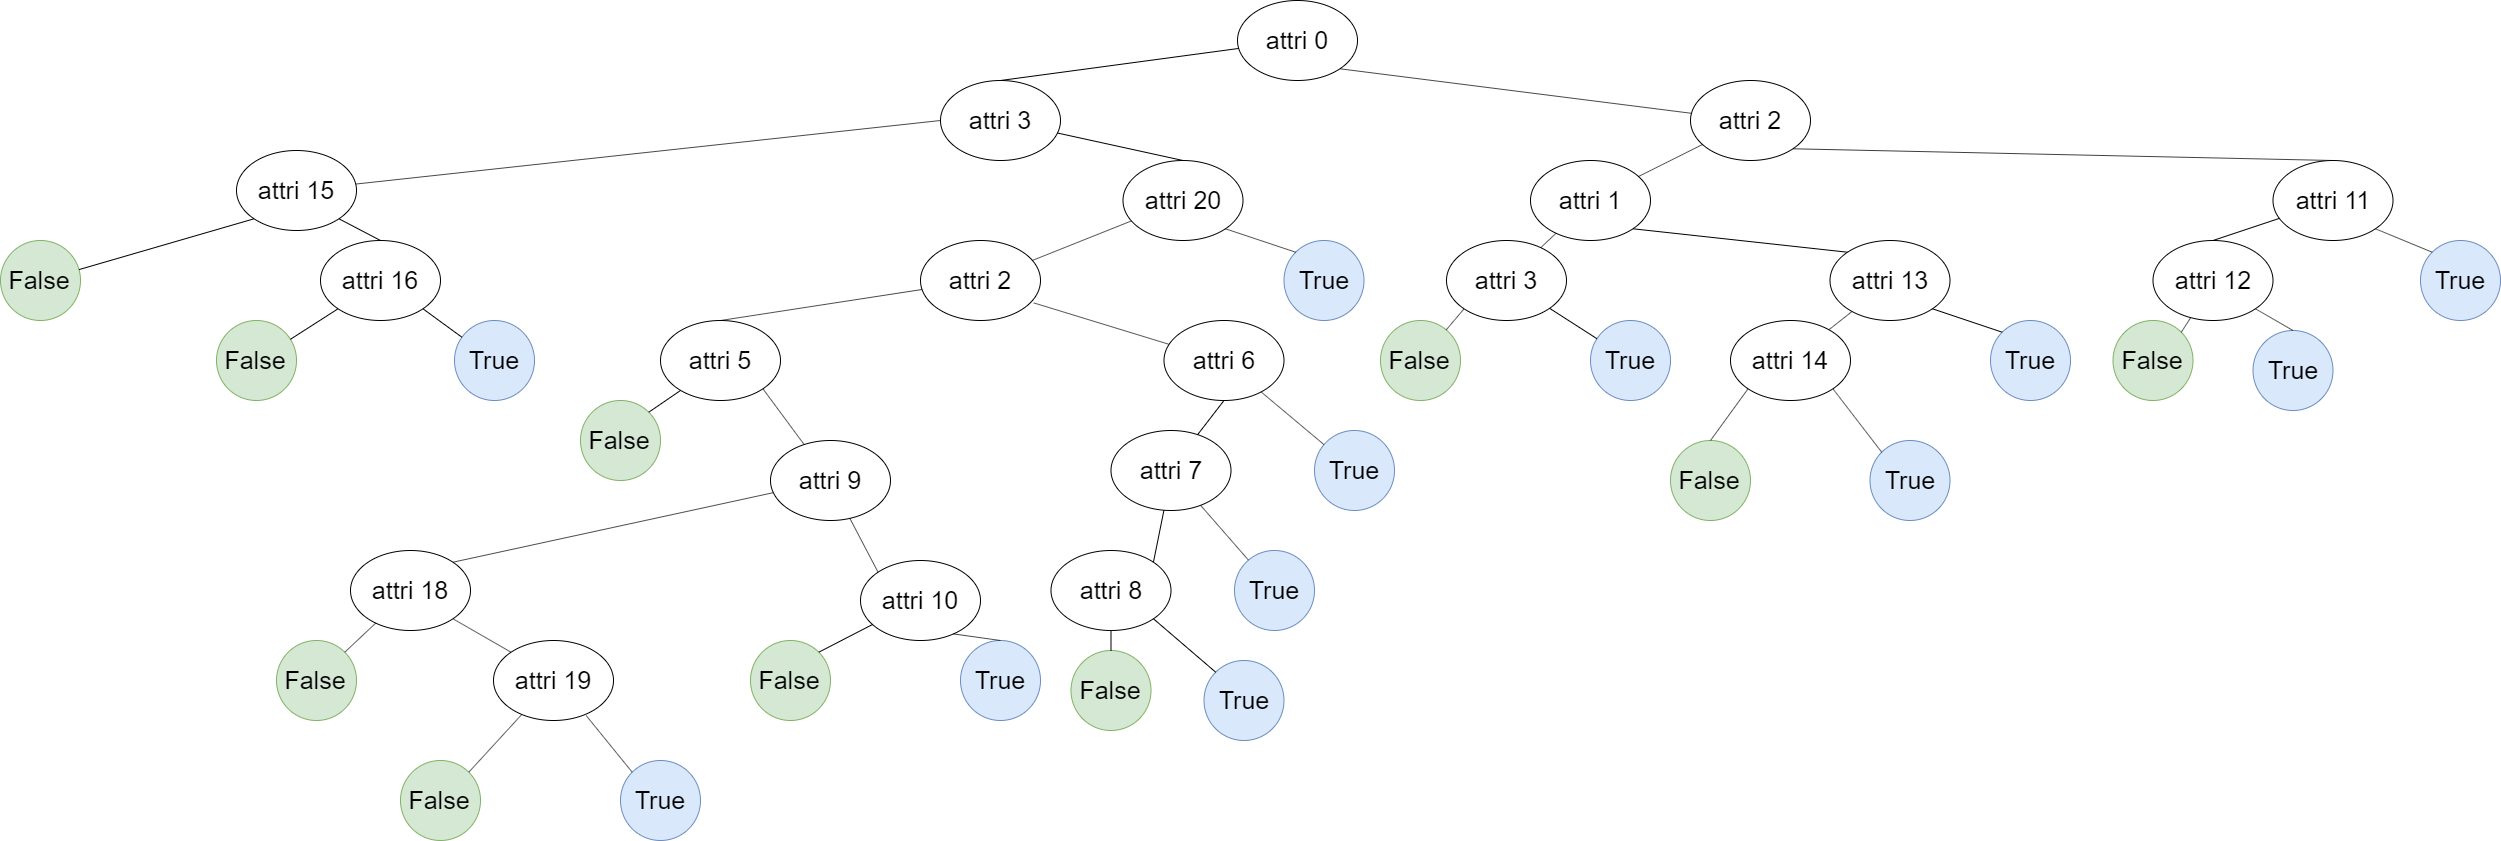 attri 0
attri 3
attri 2
attri 15
attri 20
attri 1
attri 11
False
attri 16
attri 2
True
attri 3
attri 13
attri 12
True
False
True
attri 5
attri 6
False
True
attri 14
True
False
True
False
attri 9
attri 7
True
False
True
attri 18
attri 10
attri 8
True
False
attri 19
False
True
False
True
False
True